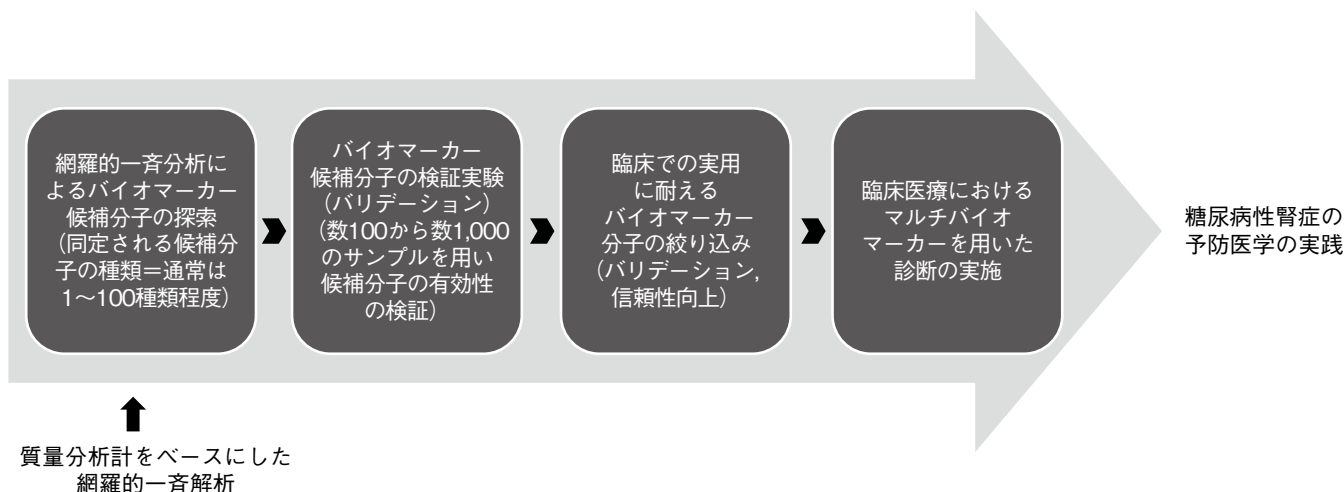 網羅的一斉分析に
よるバイオマーカー
候補分子の探索
（同定される候補分
子の種類＝通常は
1〜100種類程度）
バイオマーカー
候補分子の検証実験
（バリデーション）
（数100から数1,000
のサンプルを用い
候補分子の有効性
の検証）
臨床での実用
に耐える
バイオマーカー
分子の絞り込み
（バリデーション,
信頼性向上）
臨床医療における
マルチバイオ
マーカーを用いた
診断の実施
糖尿病性腎症の
予防医学の実践
質量分析計をベースにした
網羅的一斉解析